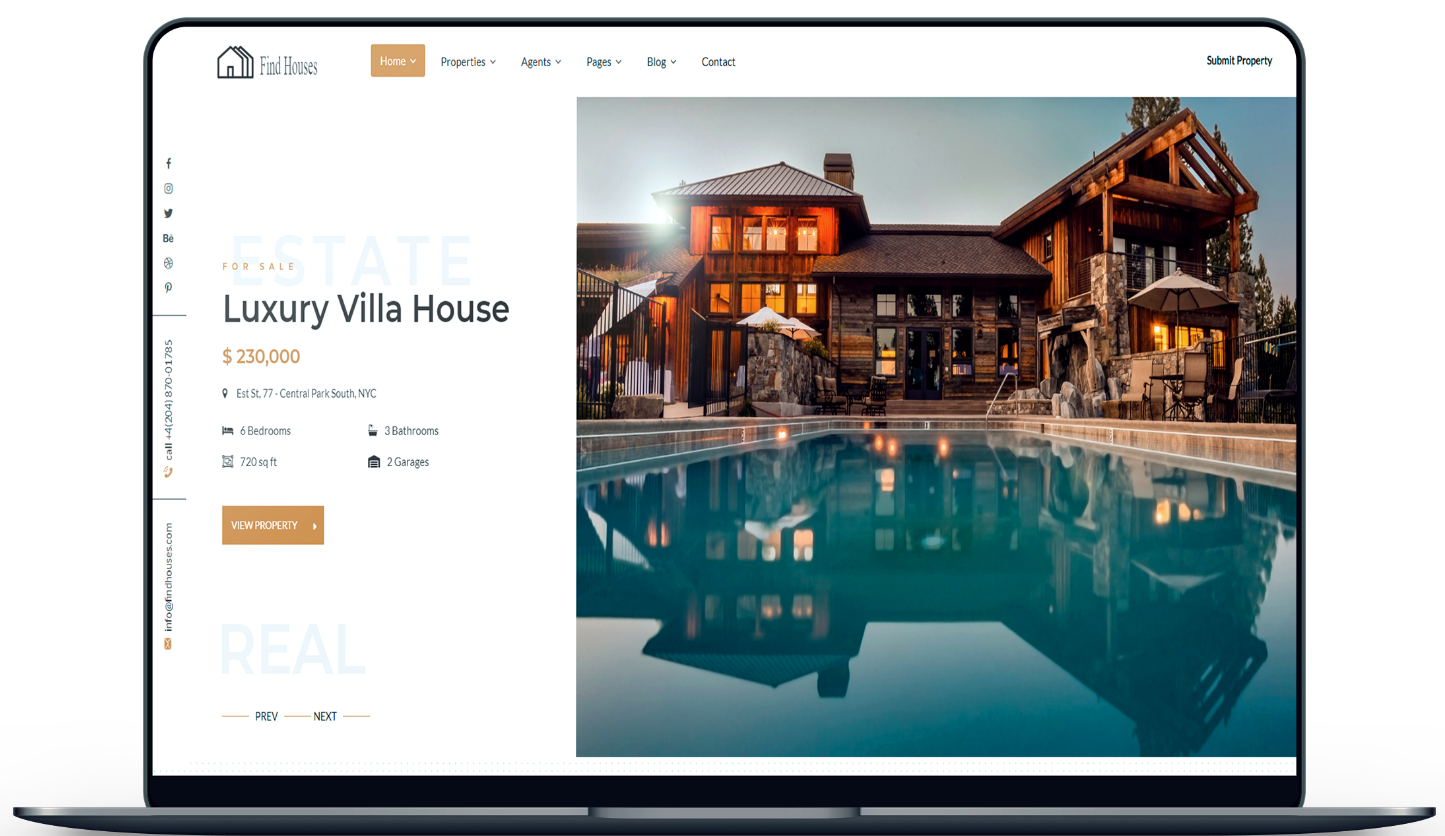 Find Houses
Home
Properties
Agents
Pages
Blog
Contact
Submit Property
Bē
call +4(204) 870-01785
info@findhouses.com
ESTATE
FOR SALE
Luxury Villa House
$ 230,000
Est St, 77 - Central Park South, NYC
6 Bedrooms
3 Bathrooms
720 sq ft
2 Garages
VIEW PROPERTY
REAL
PREV
NEXT